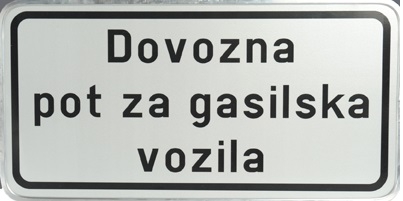 Dovozna
pot za gasilska
vozila